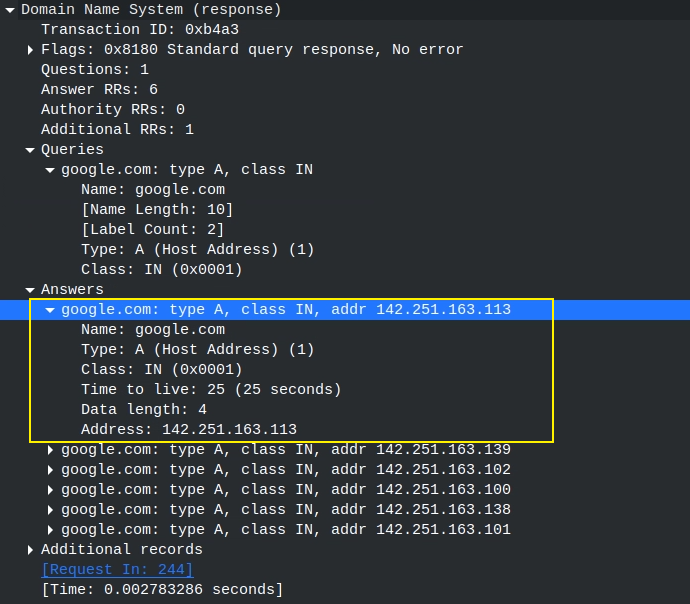 Domain Name System (response)
Transaction ID: 0xb4a3
Flags: 0x8180 Standard query response, No error
Questions: 1
Answer RRs: 6
Authority RRs: 0
Additional RRs: 1
Queries
google.com: type A, class IN
Name: google.com
[Name Length: 10]
[Label Count: 2]
Type: A (Host Address) (1)
Class: IN (0x0001)
Answers
google.com: type A, class IN, addr 142.251.163.113
Name: google.com
Type: A (Host Address) (1)
Class: IN (0x0001)
Time to live: 25 (25 seconds)
Data length: 4
Address: 142.251.163.113
google.com: type A, class IN, addr 142.251.163.139
google.com: type A, class IN, addr 142.251.163.102
google.com: type A, class IN, addr 142.251.163.100
google.com: type A, class IN, addr 142.251.163.138
google.com: type A, class IN, addr 142.251.163.101
Additional records
[Request In: 244]
[Time: 0.002783286 seconds]